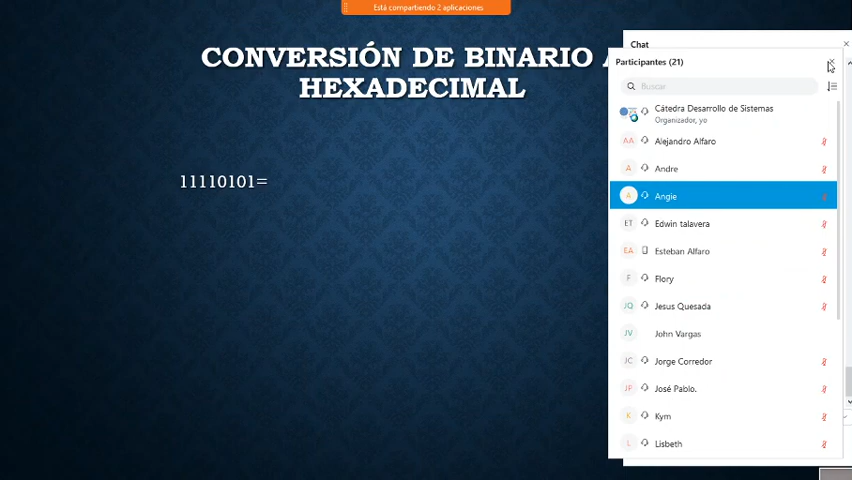 Está compartiendo 2 aplicaciones
CONVERSIÓN DE BINARIO
HEXADECIMAL
11110101=
Chat
Participantes (21)
Buscar
Cátedra Desarrollo de Sistemas
Organizador, yo
AA Alejandro Alfaro
A Andre
A Angie
ET Edwin talavera
EA Esteban Alfaro
F Flory
JQ Jesus Quesada
JV John Vargas
JC Jorge Corredor
JP José Pablo.
K Kym
L Lisbeth